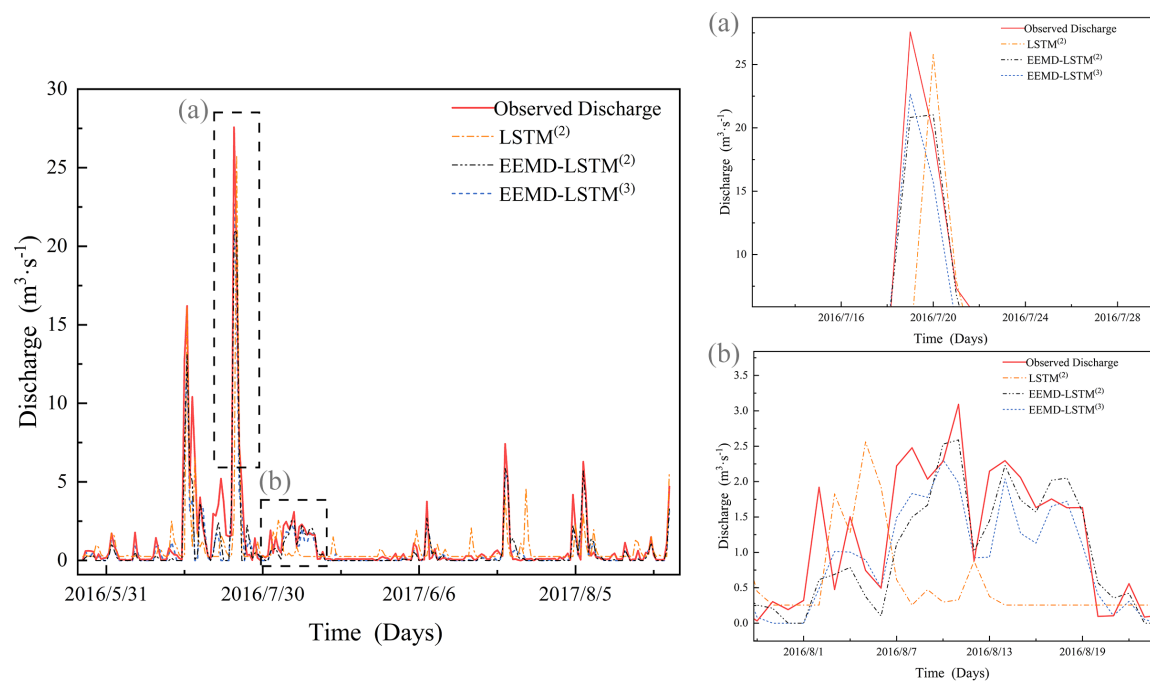 30
25
20
15
10
5
0
Discharge (m³·s⁻¹)
(a)
(b)
Observed Discharge
LSTM⁽²⁾
EEMD-LSTM⁽²⁾
EEMD-LSTM⁽³⁾
2016/5/31 2016/7/30 2017/6/6 2017/8/5
Time (Days)
(a)
25
20
15
10
Discharge (m³·s⁻¹)
Observed Discharge
LSTM⁽²⁾
EEMD-LSTM⁽²⁾
EEMD-LSTM⁽³⁾
2016/7/16 2016/7/20 2016/7/24 2016/7/28
Time (Days)
(b)
3.5
3.0
2.5
2.0
1.5
1.0
0.5
0.0
Discharge (m³·s⁻¹)
Observed Discharge
LSTM⁽²⁾
EEMD-LSTM⁽²⁾
EEMD-LSTM⁽³⁾
2016/8/1 2016/8/7 2016/8/13 2016/8/19
Time (Days)